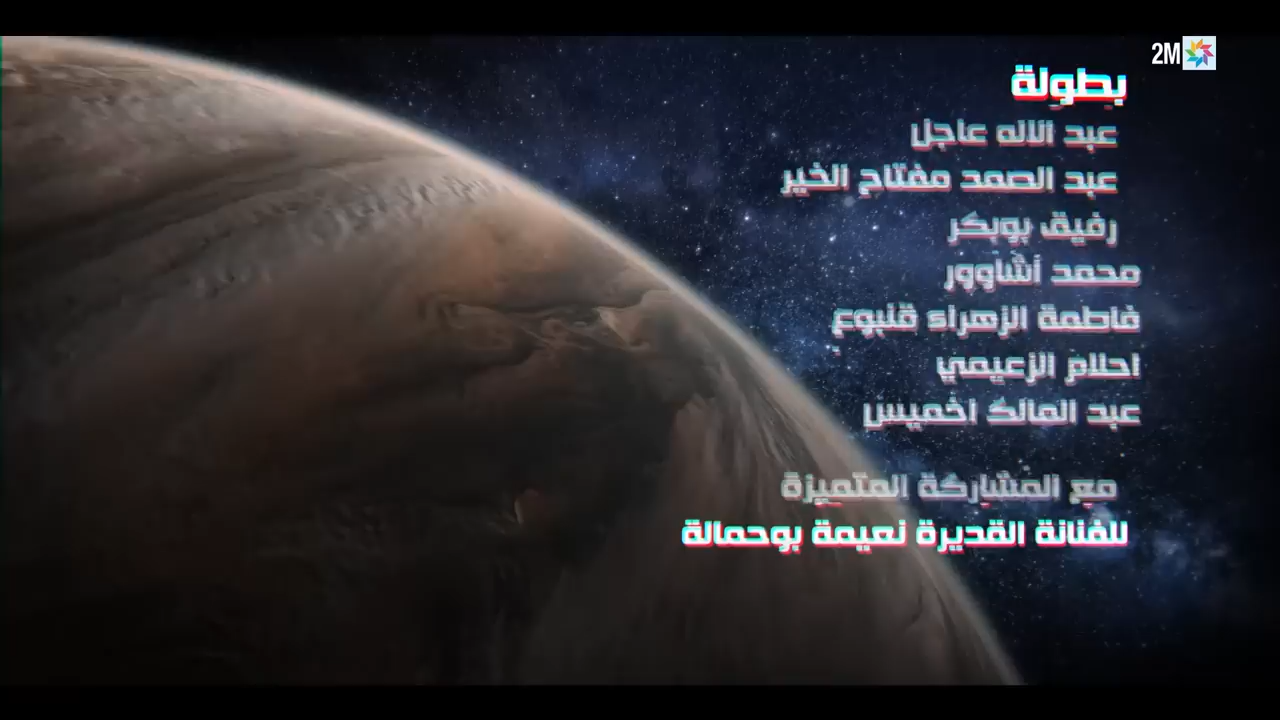 2M
بطولة
عبد الاله عاجل
عبد الصمد مفتاح الخير
رفيق بوبكر
محمد أشاوور
فاطمة الزهراء قنبوع
احلام الزعيمي
عبد المالك اخميس
مع المشاركة المتميزة
للفنانة القديرة نعيمة بوحمالة